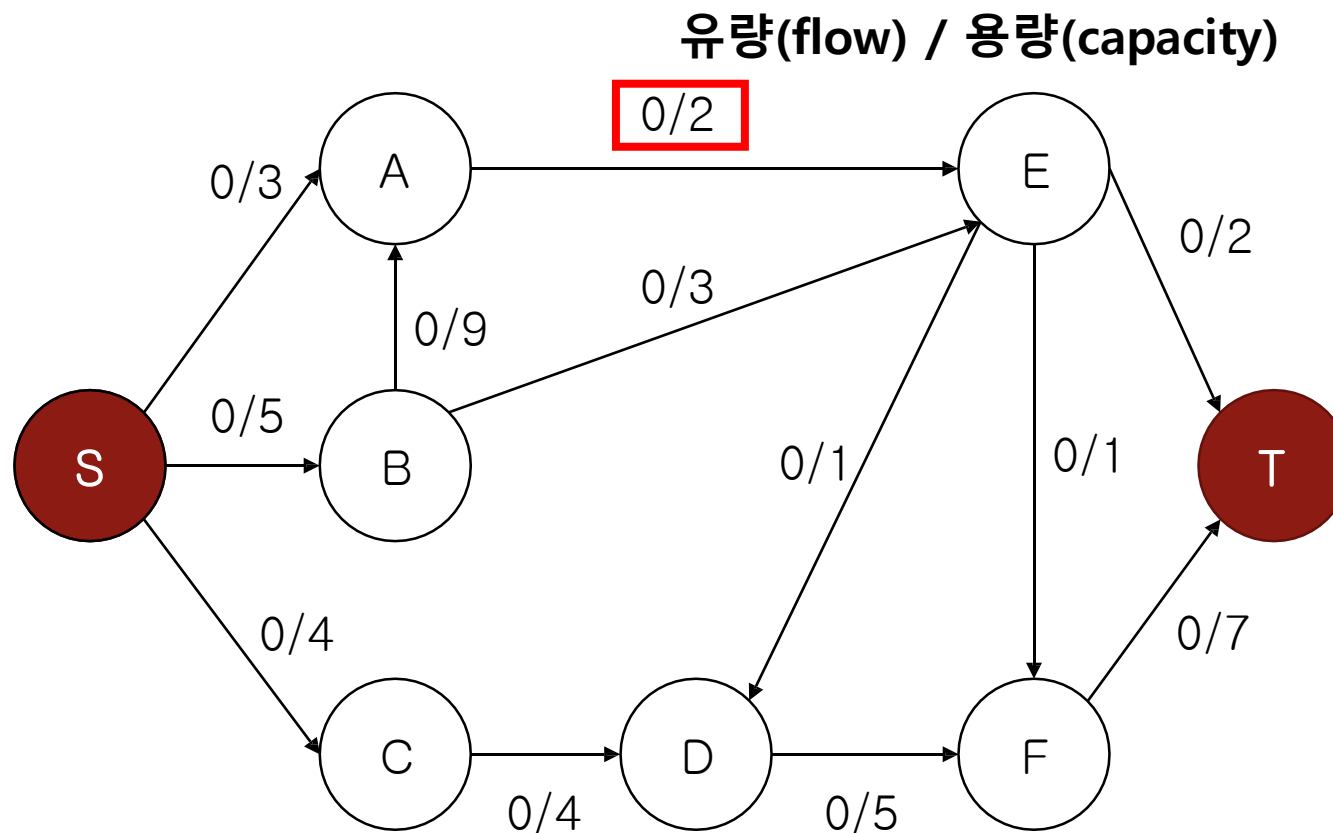 유량(flow) / 용량(capacity)
0/2
A
E
0/3
0/2
0/3
0/9
0/5
S
B
0/1
0/1
T
0/4
0/7
C
D
F
0/4
0/5